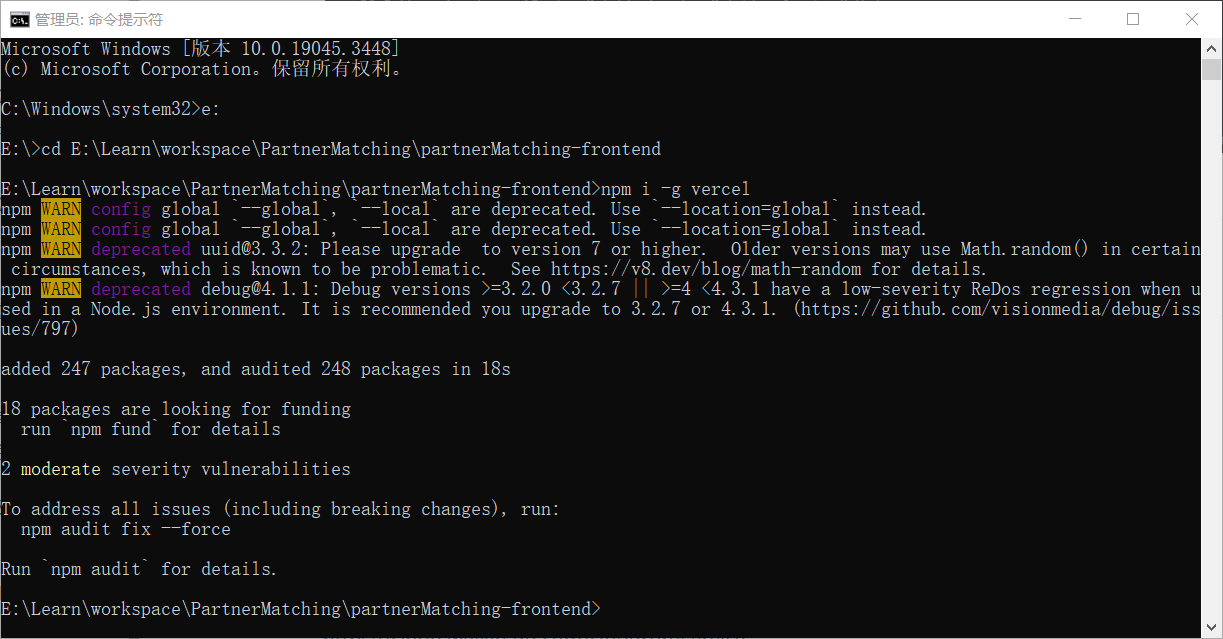 管理员: 命令提示符
Microsoft Windows [版本 10.0.19045.3448]
(c) Microsoft Corporation。保留所有权利。
C:\Windows\system32>e:
E:\>cd E:\Learn\workspace\PartnerMatching\partnerMatching-frontend
E:\Learn\workspace\PartnerMatching\partnerMatching-frontend>npm i -g vercel
npm WARN config global `--global`, `--local` are deprecated. Use `--location=global` instead.
npm WARN config global `--global`, `--local` are deprecated. Use `--location=global` instead.
npm WARN deprecated uuid@3.3.2: Please upgrade  to version 7 or higher.  Older versions may use Math.random() in certain
 circumstances, which is known to be problematic.  See https://v8.dev/blog/math-random for details.
npm WARN deprecated debug@4.1.1: Debug versions >=3.2.0 <3.2.7 || >=4 <4.3.1 have a low-severity ReDos regression when u
sed in a Node.js environment. It is recommended you upgrade to 3.2.7 or 4.3.1. (https://github.com/visionmedia/debug/iss
ues/797)
added 247 packages, and audited 248 packages in 18s
18 packages are looking for funding
  run `npm fund` for details
2 moderate severity vulnerabilities
To address all issues (including breaking changes), run:
  npm audit fix --force
Run `npm audit` for details.
E:\Learn\workspace\PartnerMatching\partnerMatching-frontend>